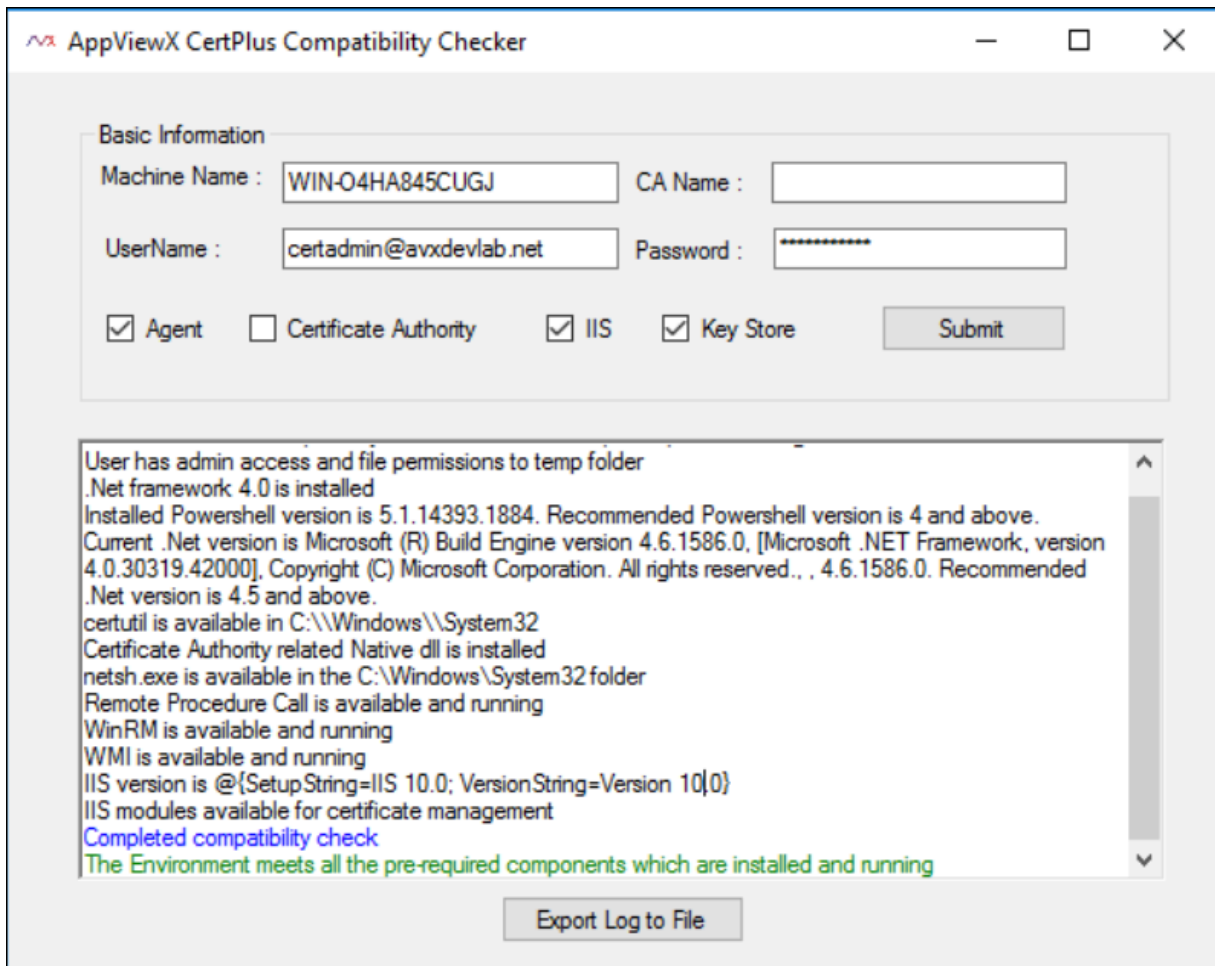 AppViewX CertPlus Compatibility Checker
Basic Information
Machine Name : WIN-O4HA845CUGJ CA Name :
UserName : certadmin@avxdevlab.net Password : ***********
Agent Certificate Authority IIS Key Store Submit
User has admin access and file permissions to temp folder
.Net framework 4.0 is installed
Installed Powershell version is 5.1.14393.1884. Recommended Powershell version is 4 and above.
Current .Net version is Microsoft (R) Build Engine version 4.6.1586.0, [Microsoft .NET Framework, version
4.0.30319.42000], Copyright (C) Microsoft Corporation. All rights reserved., , 4.6.1586.0. Recommended
.Net version is 4.5 and above.
certutil is available in C:\\Windows\\System32
Certificate Authority related Native dll is installed
netsh.exe is available in the C:\Windows\System32 folder
Remote Procedure Call is available and running
WinRM is available and running
WMI is available and running
IIS version is @{SetupString=IIS 10.0; VersionString=Version 10.0}
IIS modules available for certificate management
Completed compatibility check
The Environment meets all the pre-required components which are installed and running
Export Log to File